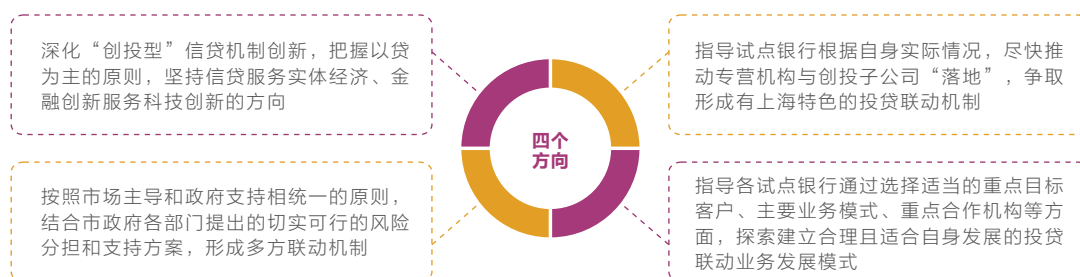 深化“创投型”信贷机制创新，把握以贷
为主的原则，坚持信贷服务实体经济、金
融创新服务科技创新的方向
指导试点银行根据自身实际情况，尽快推
动专营机构与创投子公司“落地”，争取
形成有上海特色的投贷联动机制
四个
方向
按照市场主导和政府支持相统一的原则，
结合市政府各部门提出的切实可行的风险
分担和支持方案，形成多方联动机制
指导各试点银行通过选择适当的重点目标
客户、主要业务模式、重点合作机构等方
面，探索建立合理且适合自身发展的投贷
联动业务发展模式